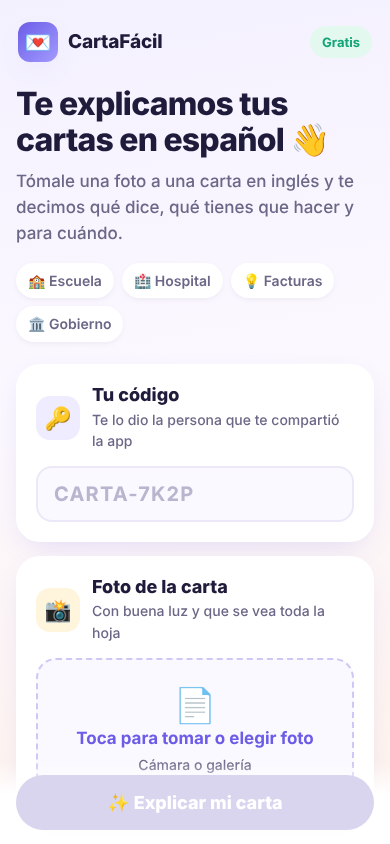 CartaFácil
Gratis
Te explicamos tus
cartas en español 👋
Tómale una foto a una carta en inglés y te
decimos qué dice, qué tienes que hacer y
para cuándo.
🏫 Escuela
🏥 Hospital
💡 Facturas
🏛️ Gobierno
Tu código
Te lo dio la persona que te compartió
la app
CARTA-7K2P
Foto de la carta
Con buena luz y que se vea toda la
hoja
Toca para tomar o elegir foto
Cámara o galería
✨ Explicar mi carta